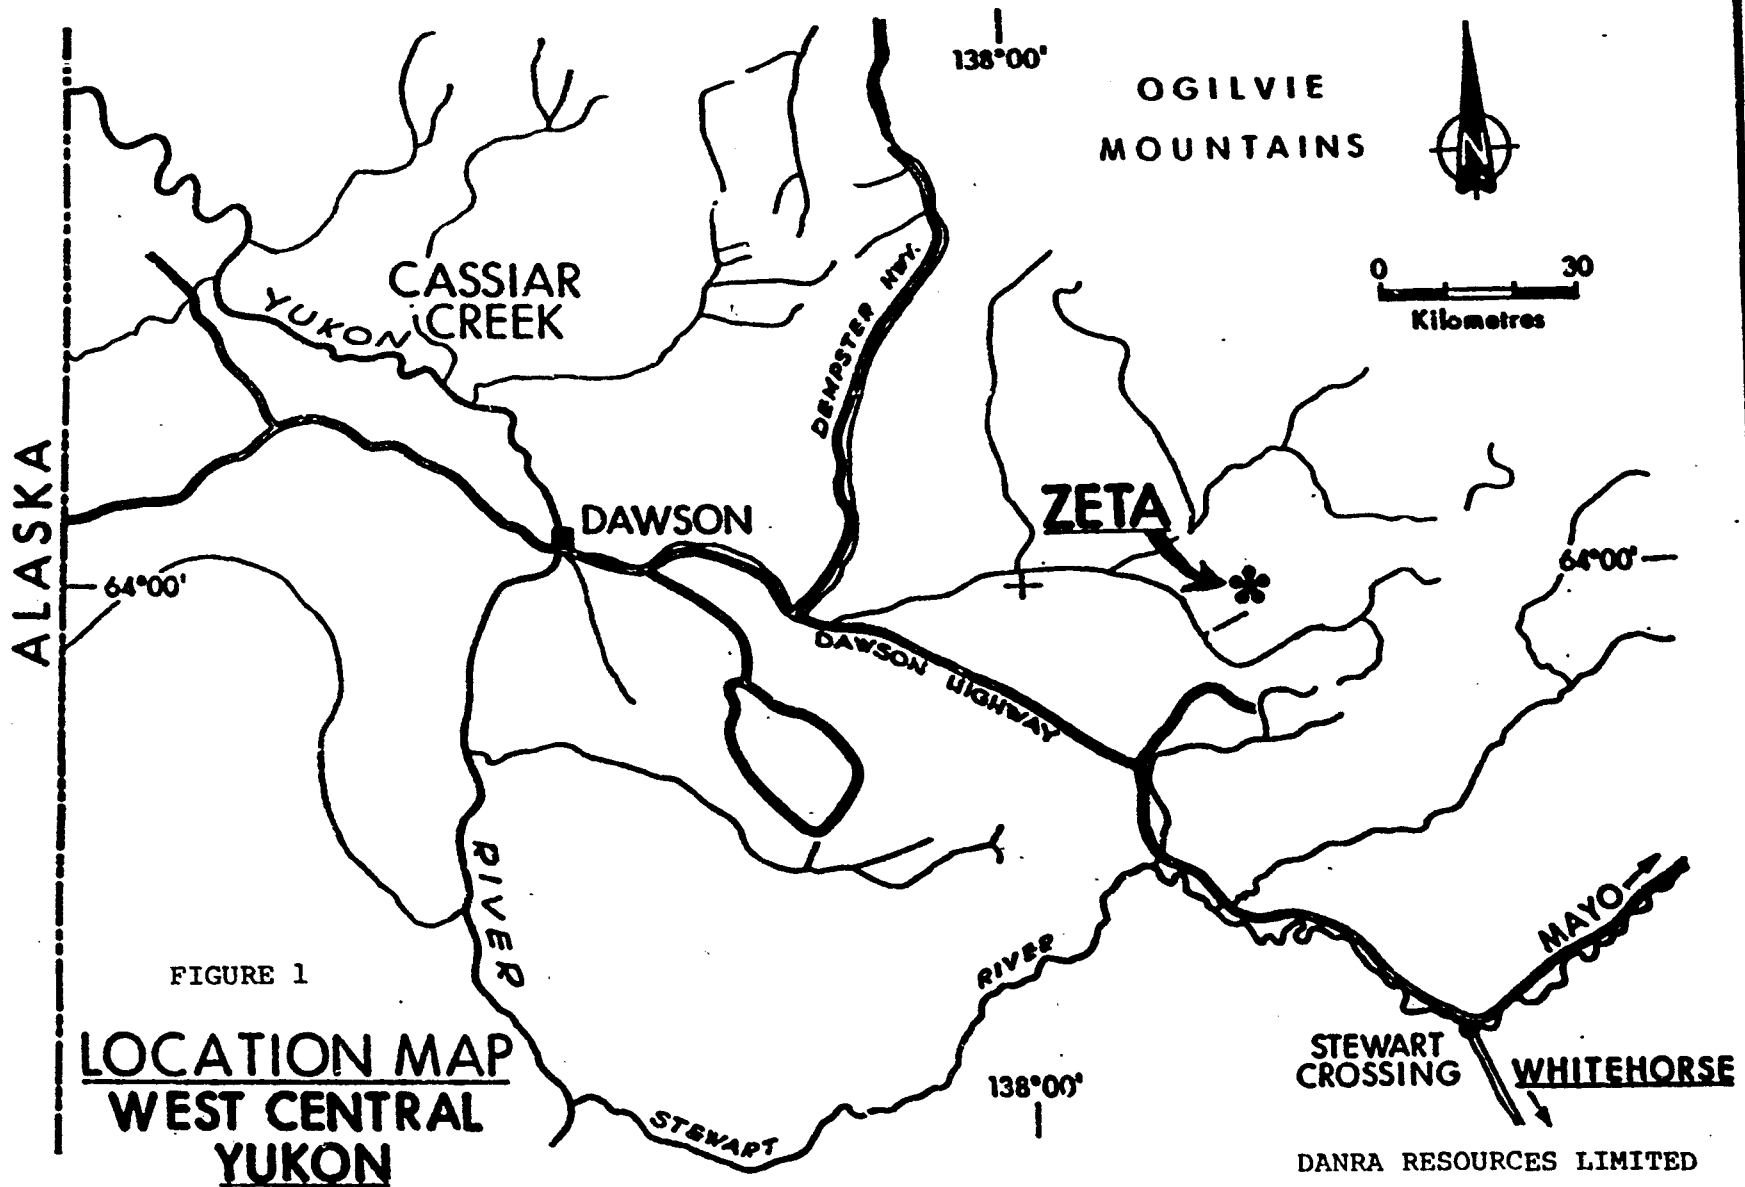 138°00'
OGILVIE
MOUNTAINS
N
0 30
Kilometres
CASSIAR
CREEK
YUKON
DEMPSTER HWY.
ALASKA
DAWSON
ZETA
64°00'
64°00'
DAWSON HIGHWAY
RIVER
MAYO
RIVER
FIGURE 1
LOCATION MAP
WEST CENTRAL
YUKON
STEWART
138°00'
STEWART
CROSSING
WHITEHORSE
DANRA RESOURCES LIMITED